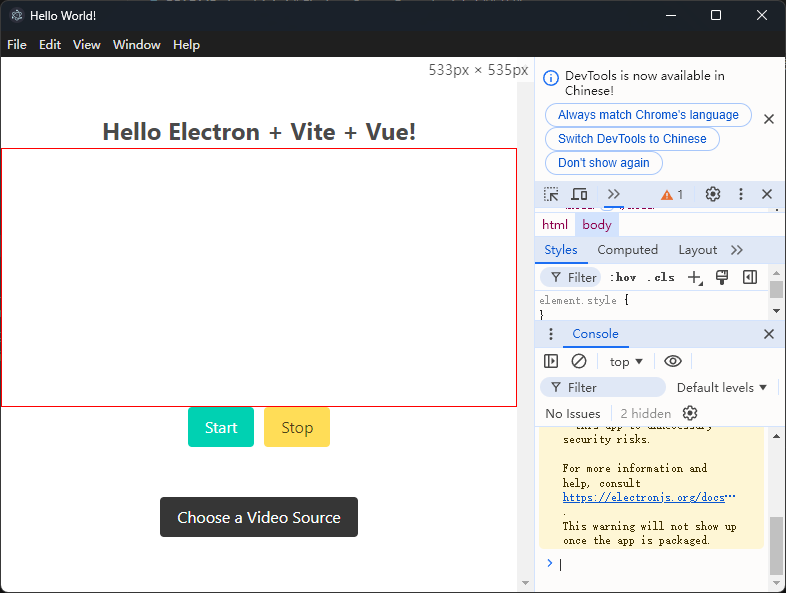 Hello World!
File Edit View Window Help
533px × 535px
Hello Electron + Vite + Vue!
Start Stop
Choose a Video Source
DevTools is now available in
Chinese!
Always match Chrome's language
Switch DevTools to Chinese
Don't show again
1
html body
Styles Computed Layout
Filter :hov .cls
element.style {
}
Console
top
Filter Default levels
No Issues 2 hidden
this app to unnecessary
security risks.
For more information and
help, consult
https://electronjs.org/docs…
.
This warning will not show up
once the app is packaged.